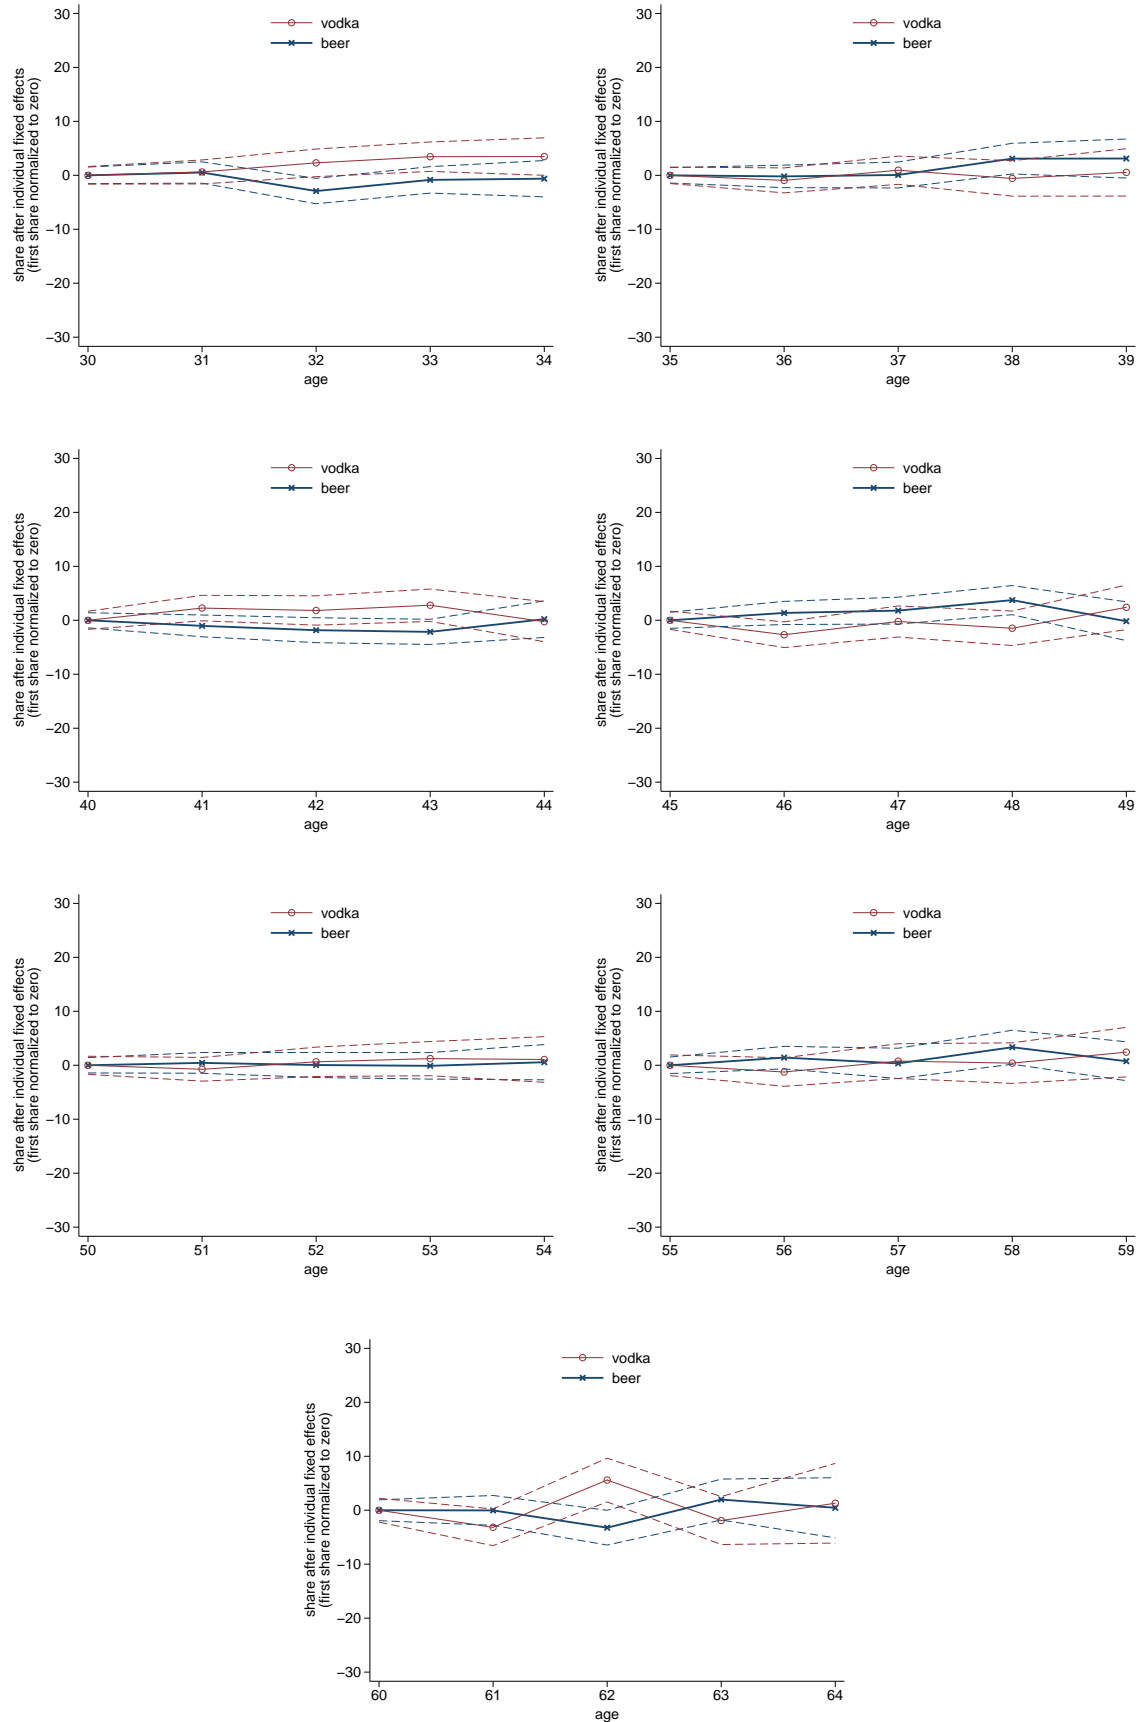 share after individual fixed effects
(first share normalized to zero)
30
20
10
0
−10
−20
−30
vodka
beer
30 31 32 33 34
age
share after individual fixed effects
(first share normalized to zero)
30
20
10
0
−10
−20
−30
vodka
beer
35 36 37 38 39
age
share after individual fixed effects
(first share normalized to zero)
30
20
10
0
−10
−20
−30
vodka
beer
40 41 42 43 44
age
share after individual fixed effects
(first share normalized to zero)
30
20
10
0
−10
−20
−30
vodka
beer
45 46 47 48 49
age
share after individual fixed effects
(first share normalized to zero)
30
20
10
0
−10
−20
−30
vodka
beer
50 51 52 53 54
age
share after individual fixed effects
(first share normalized to zero)
30
20
10
0
−10
−20
−30
vodka
beer
55 56 57 58 59
age
share after individual fixed effects
(first share normalized to zero)
30
20
10
0
−10
−20
−30
vodka
beer
60 61 62 63 64
age